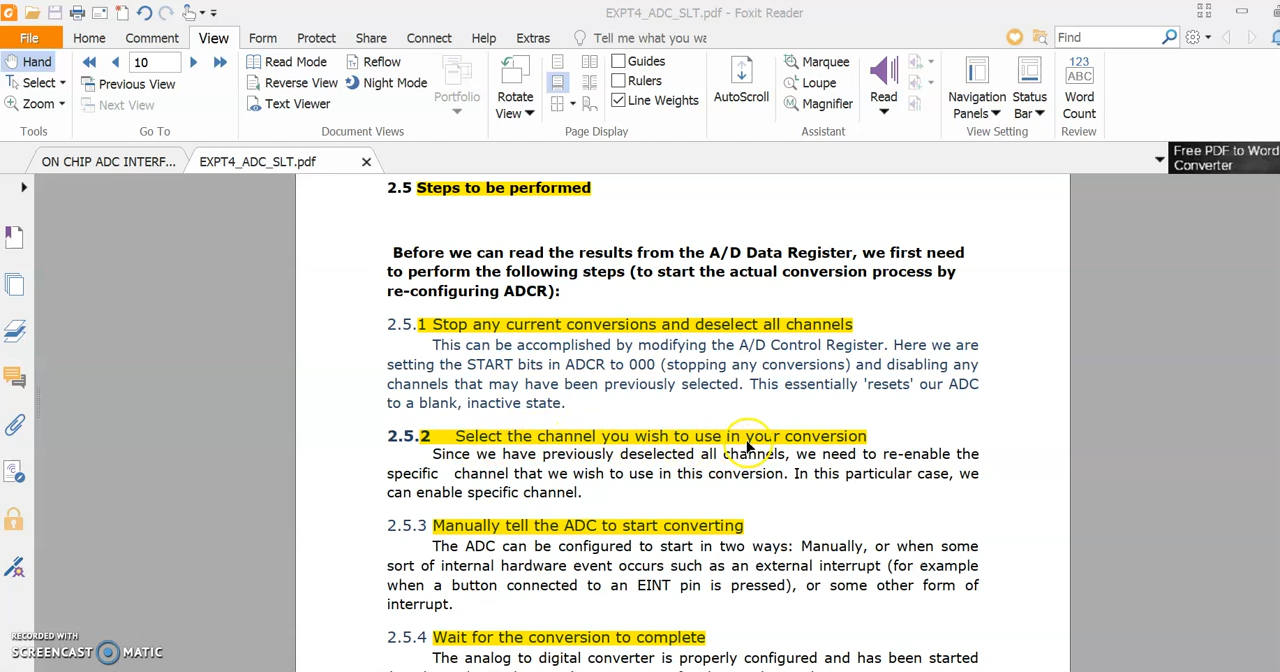 EXPT4_ADC_SLT.pdf - Foxit Reader
File Home Comment View Form Protect Share Connect Help Extras Tell me what you wa Find
Hand
Select
Zoom
Tools
10
Previous View
Next View
Go To
Read Mode
Reverse View
Text Viewer
Reflow
Night Mode
Portfolio
Document Views
Rotate
View
Guides
Rulers
Line Weights
Page Display
AutoScroll
Marquee
Loupe
Magnifier
Assistant
Read
Navigation
Panels
Status
Bar
View Setting
123
ABC
Word
Count
Review
ON CHIP ADC INTERF...
EXPT4_ADC_SLT.pdf
Free PDF to Word
Converter
2.5 Steps to be performed
Before we can read the results from the A/D Data Register, we first need
to perform the following steps (to start the actual conversion process by
re-configuring ADCR):
2.5.1 Stop any current conversions and deselect all channels
This can be accomplished by modifying the A/D Control Register. Here we are
setting the START bits in ADCR to 000 (stopping any conversions) and disabling any
channels that may have been previously selected. This essentially 'resets' our ADC
to a blank, inactive state.
2.5.2 Select the channel you wish to use in your conversion
Since we have previously deselected all channels, we need to re-enable the
specific channel that we wish to use in this conversion. In this particular case, we
can enable specific channel.
2.5.3 Manually tell the ADC to start converting
The ADC can be configured to start in two ways: Manually, or when some
sort of internal hardware event occurs such as an external interrupt (for example
when a button connected to an EINT pin is pressed), or some other form of
interrupt.
2.5.4 Wait for the conversion to complete
The analog to digital converter is properly configured and has been started
RECORDED WITH
SCREENCAST MATIC